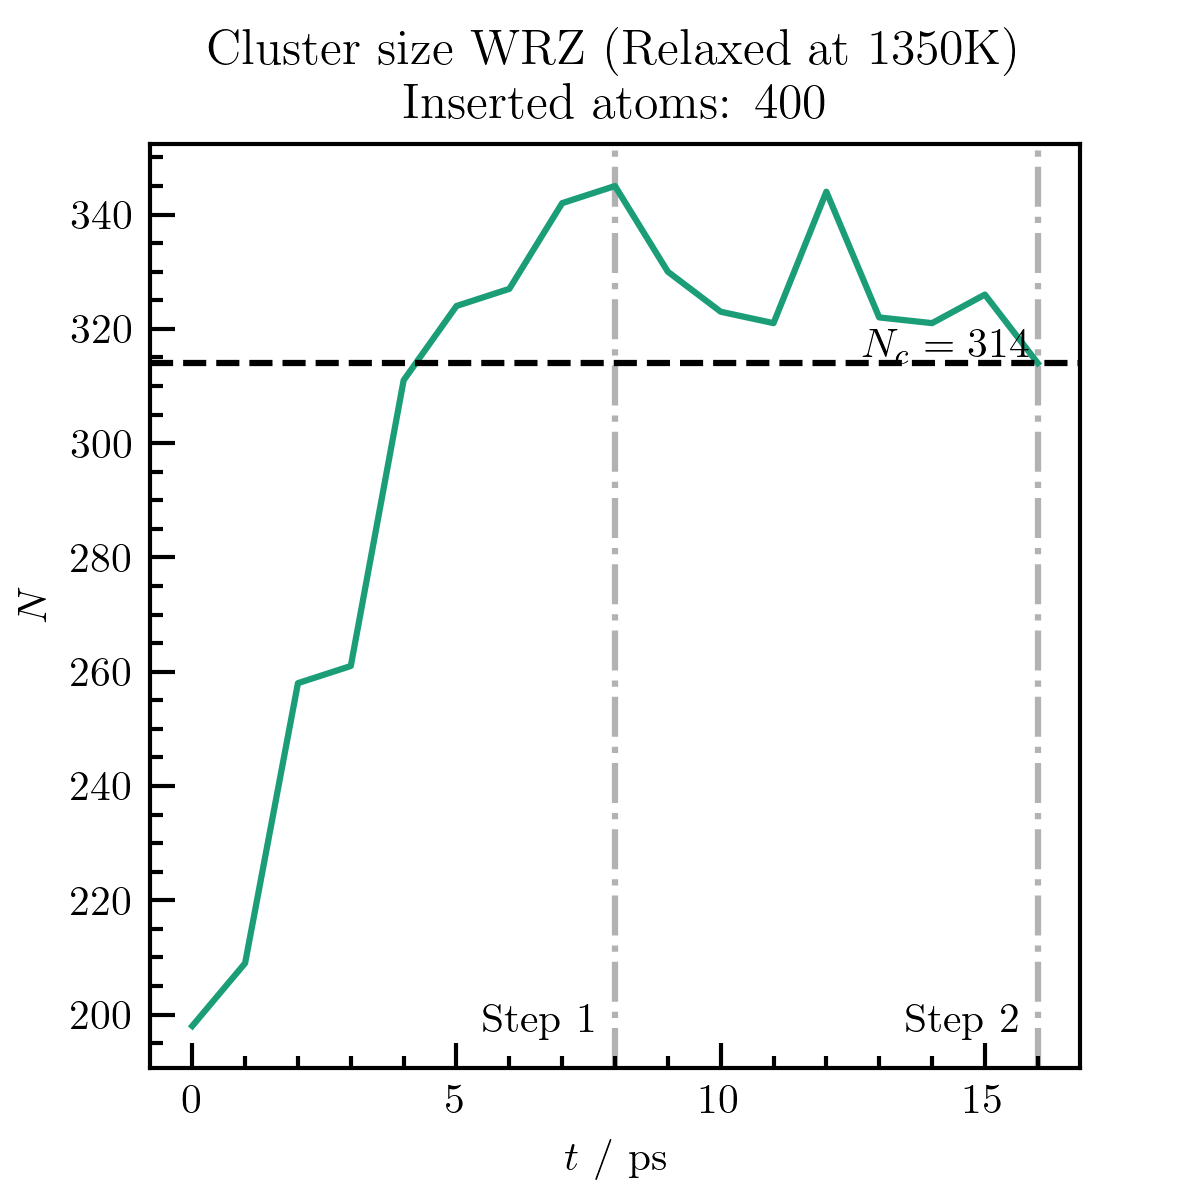 Cluster size WRZ (Relaxed at 1350K)
Inserted atoms: 400
340
320
300
280
260
240
220
200
N
N_c = 314
Step 1
Step 2
0
5
10
15
t / ps